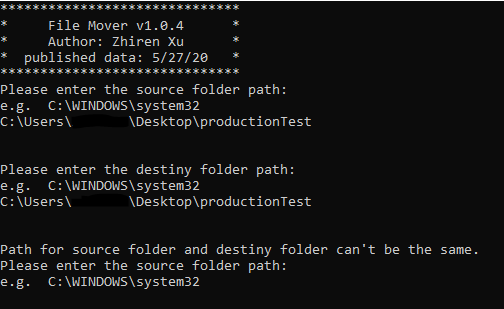 ******************************
*     File Mover v1.0.4      *
*     Author: Zhiren Xu      *
*  published data: 5/27/20   *
******************************
Please enter the source folder path:
e.g.  C:\WINDOWS\system32
C:\Users\ \Desktop\productionTest
Please enter the destiny folder path:
e.g.  C:\WINDOWS\system32
C:\Users\ \Desktop\productionTest
Path for source folder and destiny folder can't be the same.
Please enter the source folder path:
e.g.  C:\WINDOWS\system32